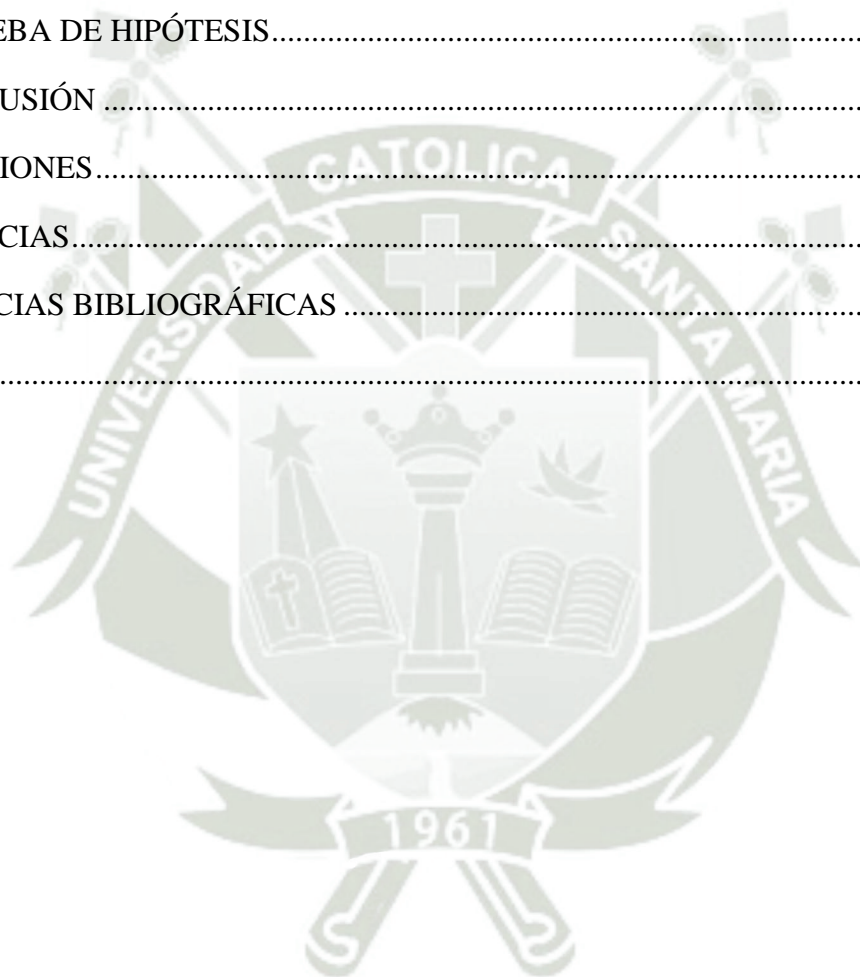 EBA DE HIPÓTESIS............................................................................
USIÓN ................................................................................................
IONES.................................................................................................
CIAS....................................................................................................
CIAS BIBLIOGRÁFICAS .................................................................
............................................................................................................
UNIVERSIDAD CATOLICA SANTA MARIA
1961